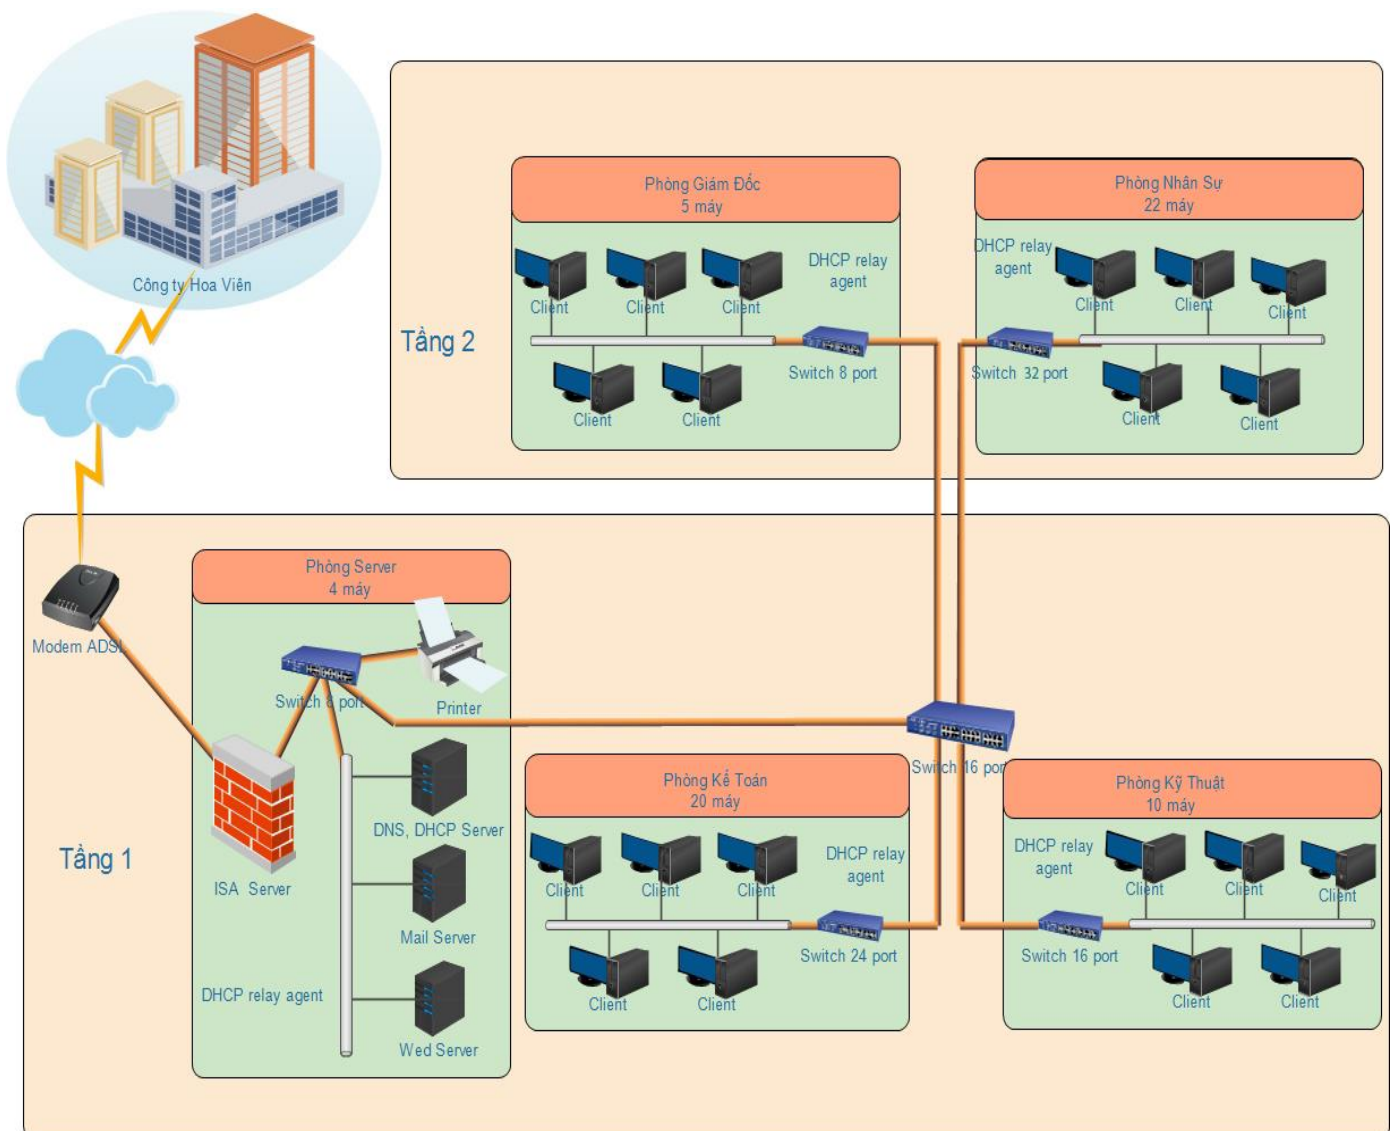 Công ty Hoa Viên
Tầng 2
Phòng Giám Đốc
5 máy
DHCP relay
agent
Client
Client
Client
Switch 8 port
Client
Client
Phòng Nhân Sự
22 máy
DHCP relay
agent
Client
Client
Client
Switch 32 port
Client
Client
Modem ADSL
Tầng 1
Phòng Server
4 máy
Switch 8 port
Printer
ISA Server
DNS, DHCP Server
Mail Server
DHCP relay agent
Wed Server
Switch 16 port
Phòng Kế Toán
20 máy
DHCP relay
agent
Client
Client
Client
Switch 24 port
Client
Client
Phòng Kỹ Thuật
10 máy
DHCP relay
agent
Client
Client
Client
Switch 16 port
Client
Client